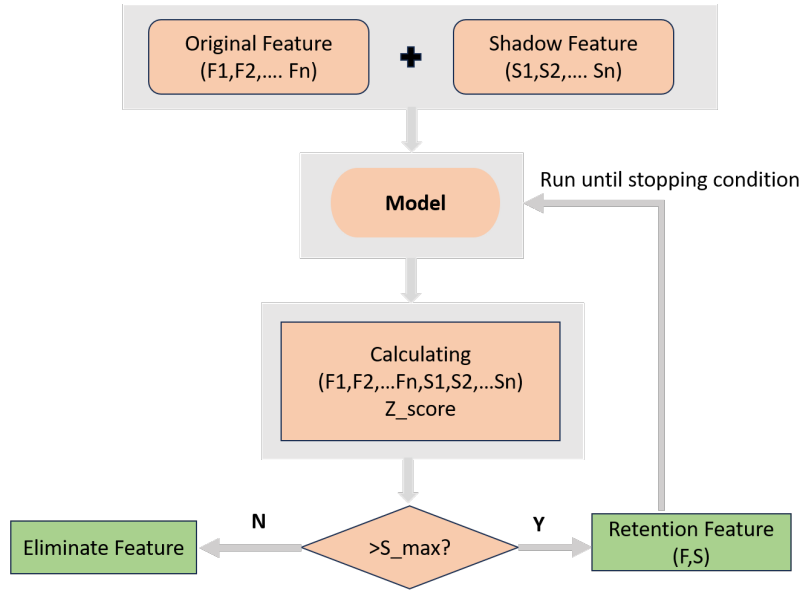 Original Feature
(F1,F2,.... Fn)
Shadow Feature
(S1,S2,.... Sn)
Model
Run until stopping condition
Calculating
(F1,F2,...Fn,S1,S2,...Sn)
Z_score
N
>S_max?
Y
Eliminate Feature
Retention Feature
(F,S)